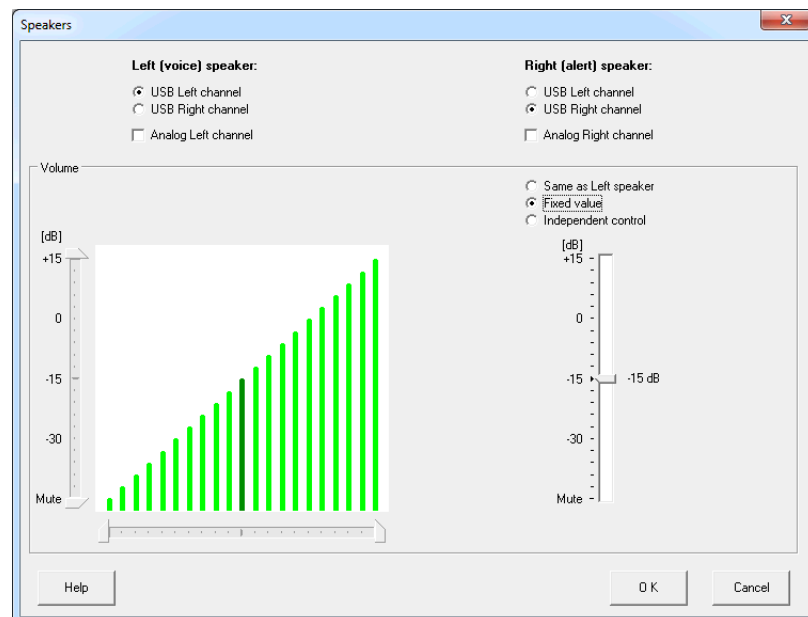 Speakers
Left (voice) speaker:
USB Left channel
USB Right channel
Analog Left channel
Right (alert) speaker:
USB Left channel
USB Right channel
Analog Right channel
Volume
[dB]
+15
0
-15
-30
Mute
Same as Left speaker
Fixed value
Independent control
[dB]
+15
0
-15
-15 dB
-30
Mute
Help
O K
Cancel